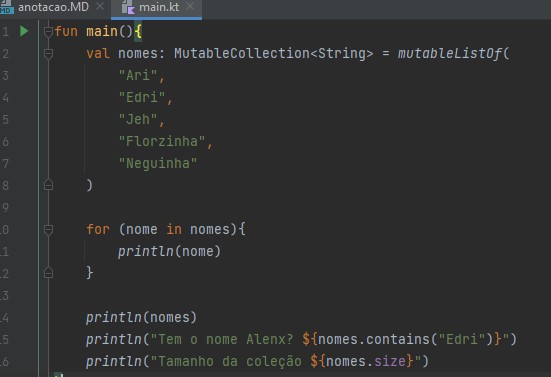 anotacao.MD × main.kt ×
1 fun main(){
2 val nomes: MutableCollection<String> = mutableListOf(
3 "Ari",
4 "Edri",
5 "Jeh",
6 "Florzinha",
7 "Neguinha"
8 )
9
10 for (nome in nomes){
11 println(nome)
12 }
13
14 println(nomes)
15 println("Tem o nome Alenx? ${nomes.contains("Edri")}")
16 println("Tamanho da coleção ${nomes.size}")